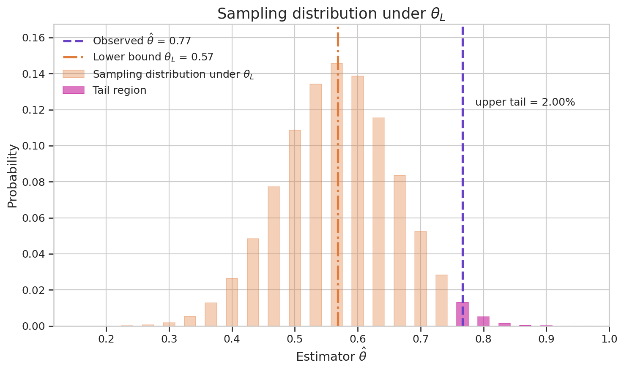 Sampling distribution under θ_L
Observed θ̂ = 0.77
Lower bound θ_L = 0.57
Sampling distribution under θ_L
Tail region
upper tail = 2.00%
Probability
0.16
0.14
0.12
0.10
0.08
0.06
0.04
0.02
0.00
0.2 0.3 0.4 0.5 0.6 0.7 0.8 0.9 1.0
Estimator θ̂